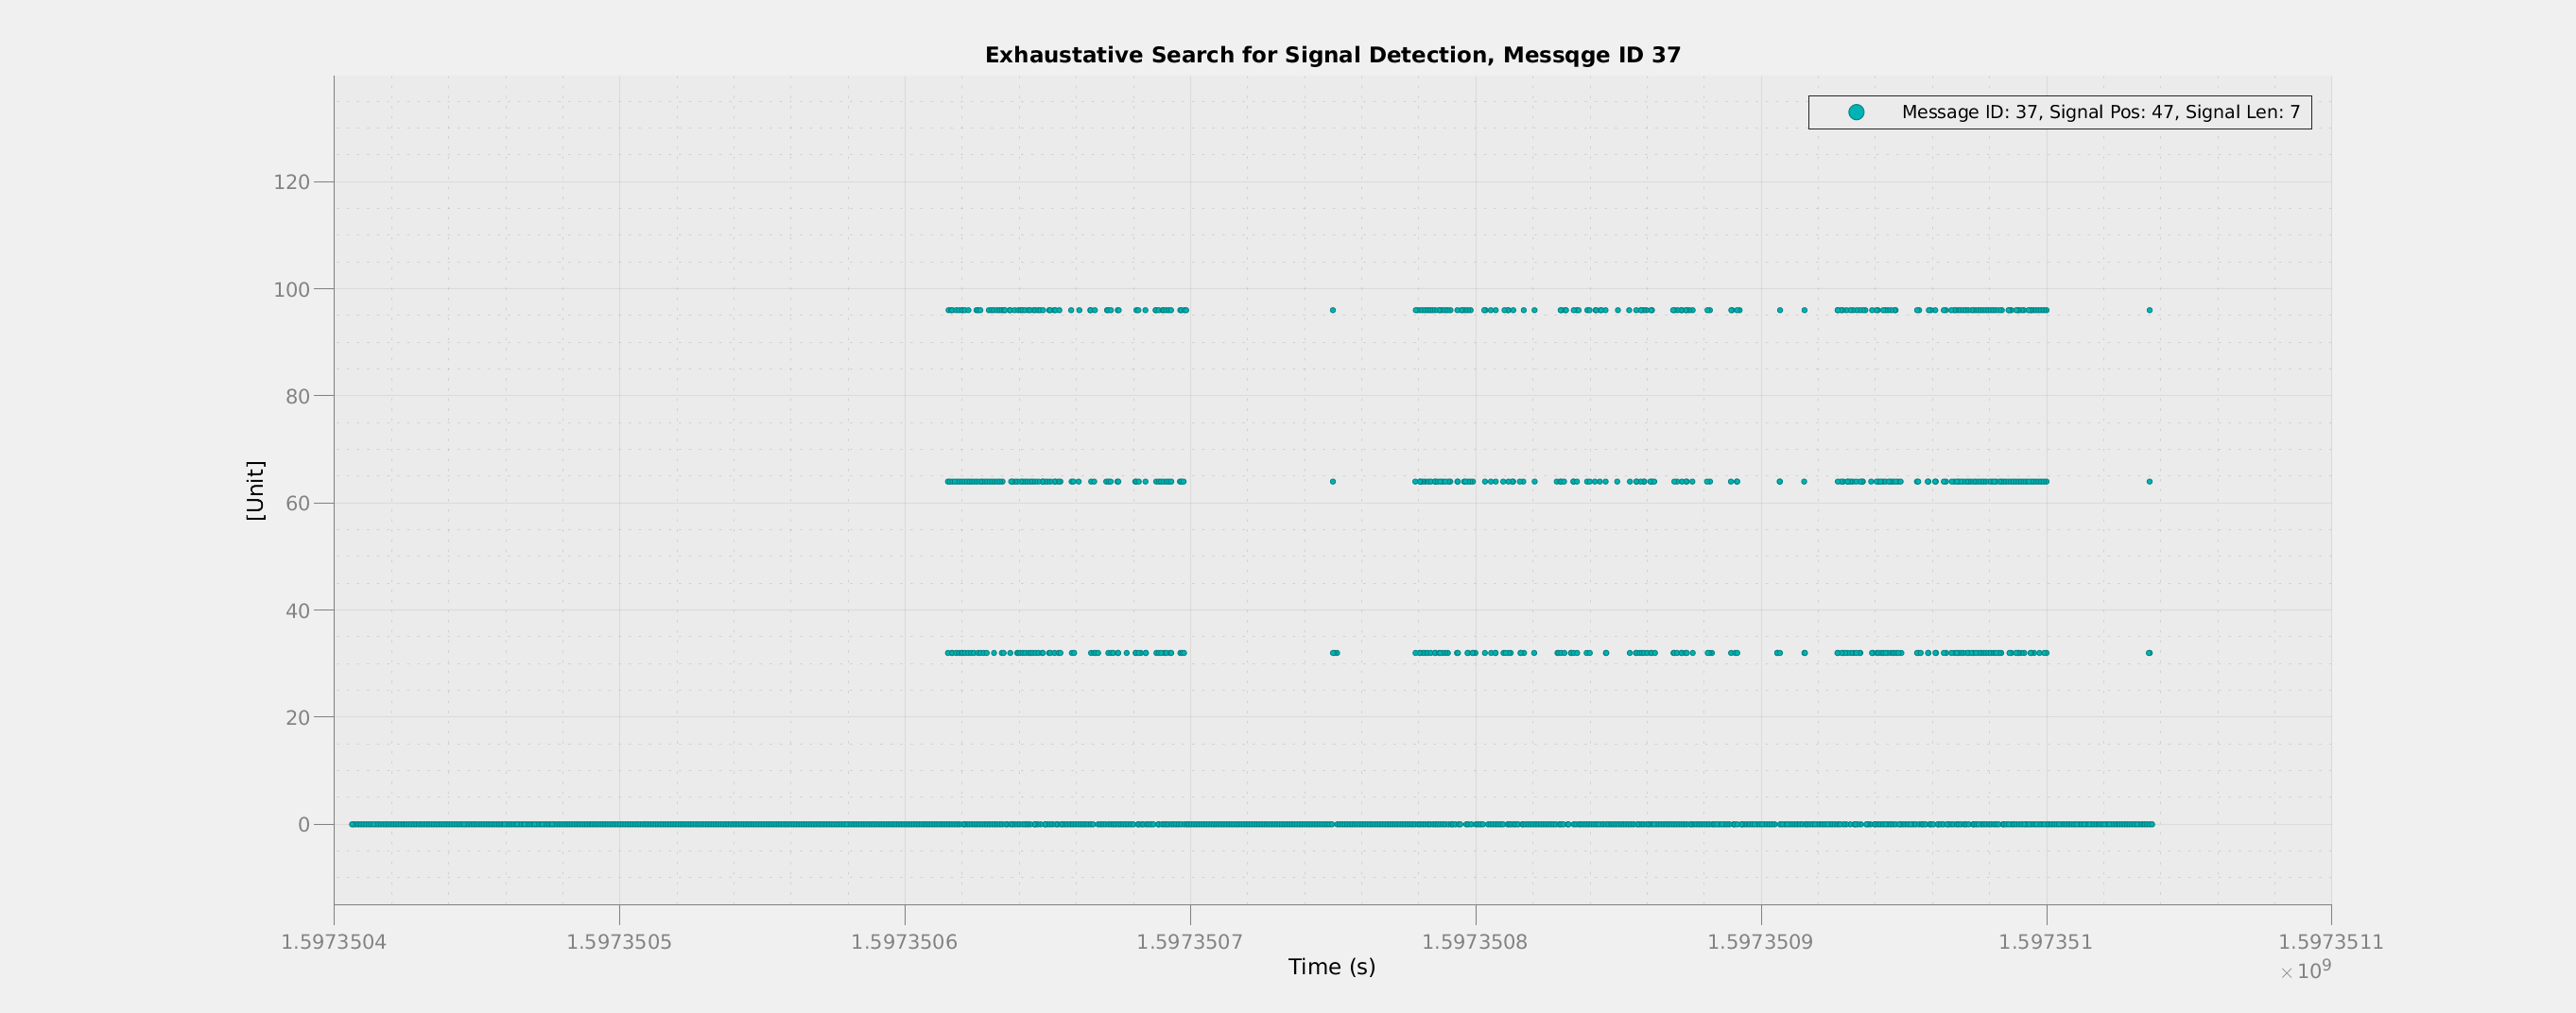 Exhaustative Search for Signal Detection, Messqge ID 37
Message ID: 37, Signal Pos: 47, Signal Len: 7
120
100
80
60
40
20
0
[Unit]
1.5973504 1.5973505 1.5973506 1.5973507 1.5973508 1.5973509 1.597351 1.5973511
Time (s)
× 10⁹